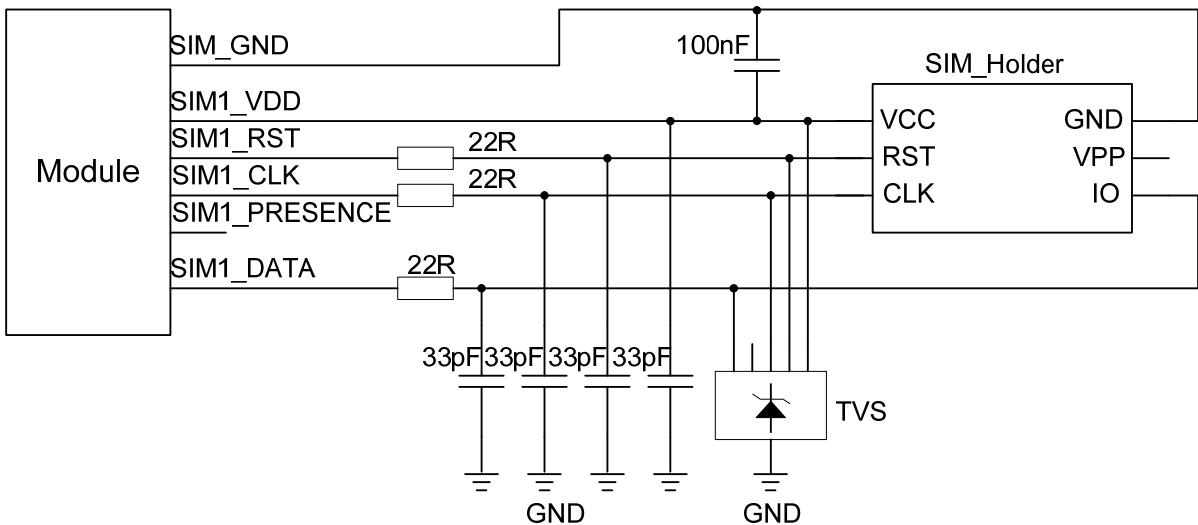 SIM_GND
100nF
SIM_Holder
SIM1_VDD
VCC
GND
SIM1_RST
22R
RST
VPP
Module
SIM1_CLK
22R
CLK
IO
SIM1_PRESENCE
SIM1_DATA
22R
33pF 33pF 33pF 33pF
TVS
GND
GND